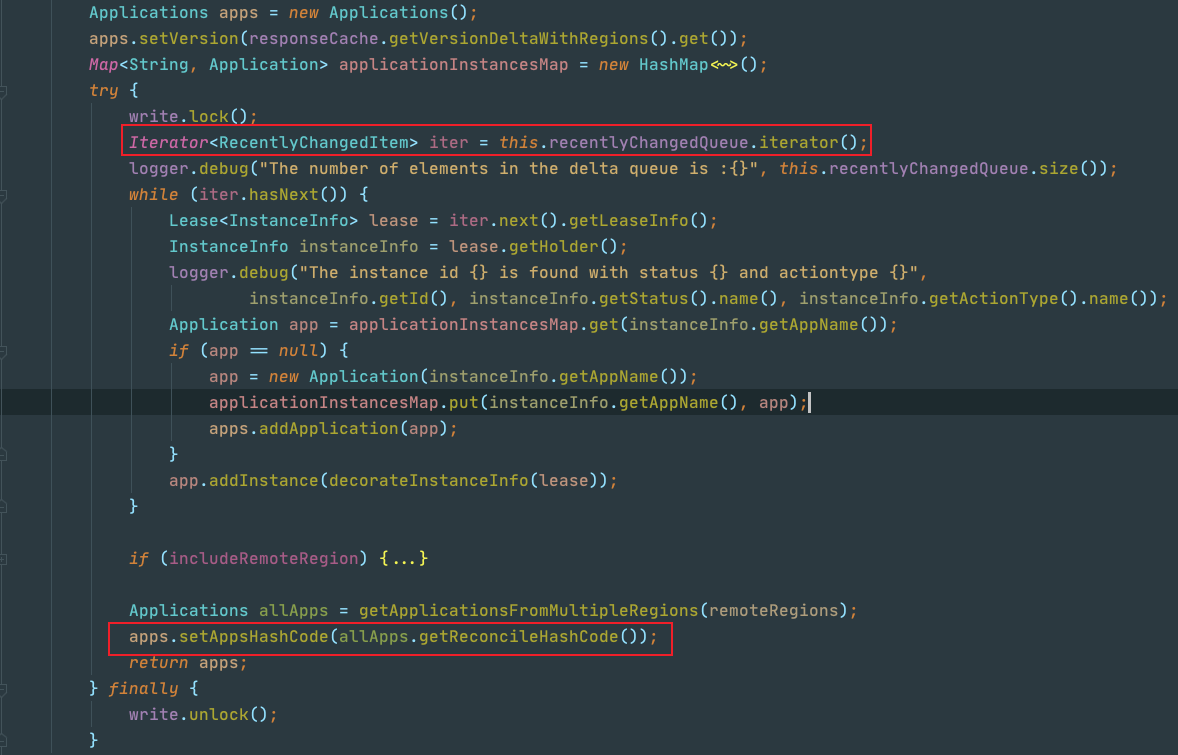 Applications apps = new Applications();
apps.setVersion(responseCache.getVersionDeltaWithRegions().get());
Map<String, Application> applicationInstancesMap = new HashMap<~>();
try {
write.lock();
Iterator<RecentlyChangedItem> iter = this.recentlyChangedQueue.iterator();
logger.debug("The number of elements in the delta queue is :{}", this.recentlyChangedQueue.size());
while (iter.hasNext()) {
Lease<InstanceInfo> lease = iter.next().getLeaseInfo();
InstanceInfo instanceInfo = lease.getHolder();
logger.debug("The instance id {} is found with status {} and actiontype {}",
instanceInfo.getId(), instanceInfo.getStatus().name(), instanceInfo.getActionType().name());
Application app = applicationInstancesMap.get(instanceInfo.getAppName());
if (app == null) {
app = new Application(instanceInfo.getAppName());
applicationInstancesMap.put(instanceInfo.getAppName(), app);
apps.addApplication(app);
}
app.addInstance(decorateInstanceInfo(lease));
}
if (includeRemoteRegion) {...}
Applications allApps = getApplicationsFromMultipleRegions(remoteRegions);
apps.setAppsHashCode(allApps.getReconcileHashCode());
return apps;
} finally {
write.unlock();
}